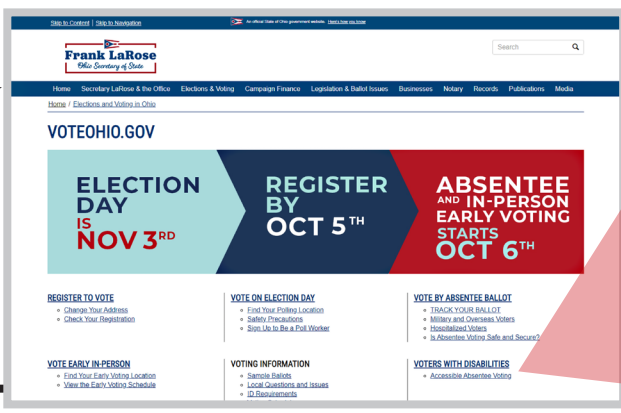 Skip to Content | Skip to Navigation
An official State of Ohio government website. Here's how you know
Frank LaRose
Ohio Secretary of State
Search
Home Secretary LaRose & the Office Elections & Voting Campaign Finance Legislation & Ballot Issues Businesses Notary Records Publications Media
Home / Elections and Voting in Ohio
VOTEOHIO.GOV
ELECTION
DAY
IS
NOV 3RD
REGISTER
BY
OCT 5TH
ABSENTEE
AND IN-PERSON
EARLY VOTING
STARTS
OCT 6TH
REGISTER TO VOTE
Change Your Address
Check Your Registration
VOTE ON ELECTION DAY
Find Your Polling Location
Safety Precautions
Sign Up to Be a Poll Worker
VOTE BY ABSENTEE BALLOT
TRACK YOUR BALLOT
Military and Overseas Voters
Hospitalized Voters
Is Absentee Voting Safe and Secure?
VOTE EARLY IN-PERSON
Find Your Early Voting Location
View the Early Voting Schedule
VOTING INFORMATION
Sample Ballots
Local Questions and Issues
ID Requirements
VOTERS WITH DISABILITIES
Accessible Absentee Voting